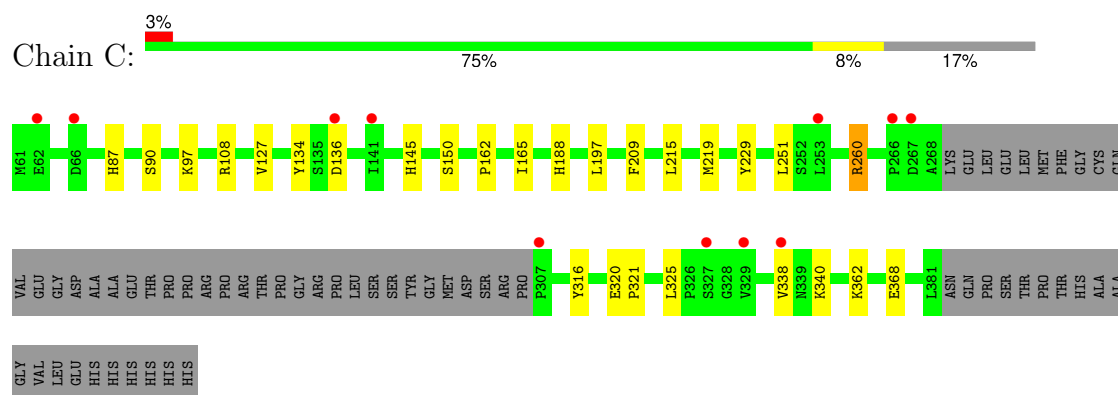 3%
Chain C:
75% 8% 17%
M61 E62 D66 H87 S90 K97 R108 V127 Y134 S135 D136 I141 H145 S150 P162 I165 H188 L197 F209 L215 M219 Y229 L251 S252 L253 R260 P266 D267 A268 LYS GLU LEU GLU LEU MET PHE GLY CYS GLN
VAL GLU GLY ASP ALA ALA GLU THR PRO PRO ARG PRO ARG THR PRO GLY ARG PRO LEU SER SER TYR GLY MET ASP SER ARG PRO P307 Y316 E320 P321 L325 P326 S327 G328 V329 V338 N339 K340 K362 E368 L381 ASN GLN PRO SER THR PRO THR HIS ALA ALA
GLY VAL LEU GLU HIS HIS HIS HIS HIS HIS